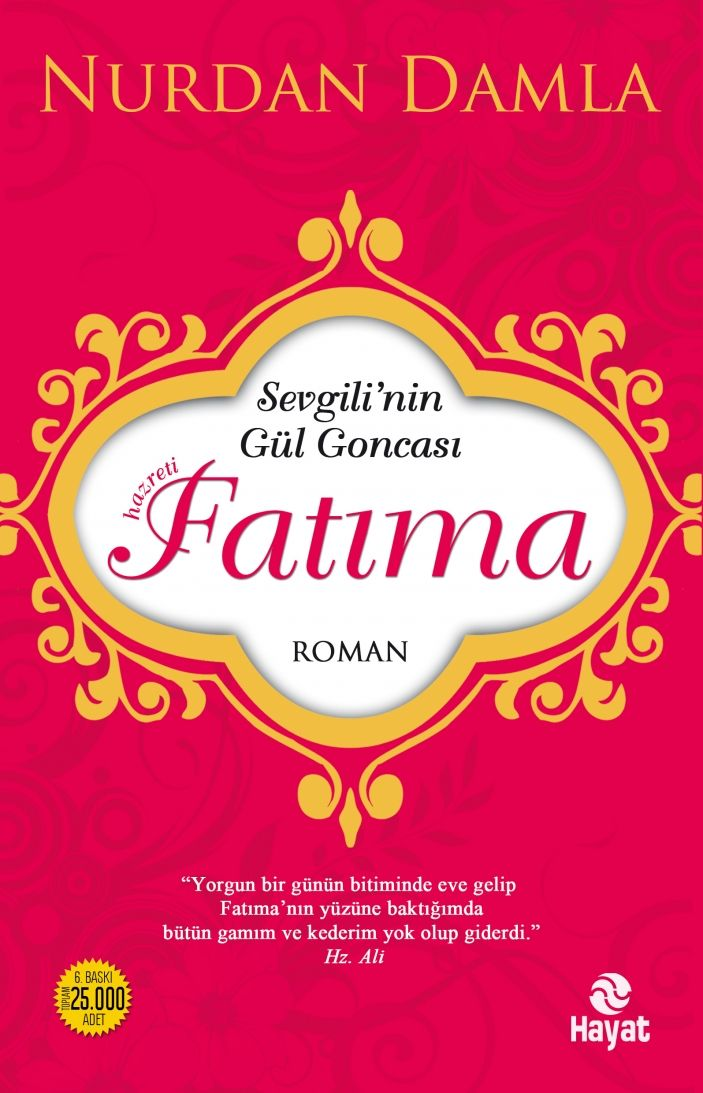 NURDAN DAMLA
Sevgili’nin
Gül Goncası
hazreti
Fatıma
ROMAN
“Yorgun bir günün bitiminde eve gelip
Fatıma’nın yüzüne baktığımda
bütün gamım ve kederim yok olup giderdi.”
Hz. Ali
6. BASKI
TOPLAM
25.000
ADET
Hayat